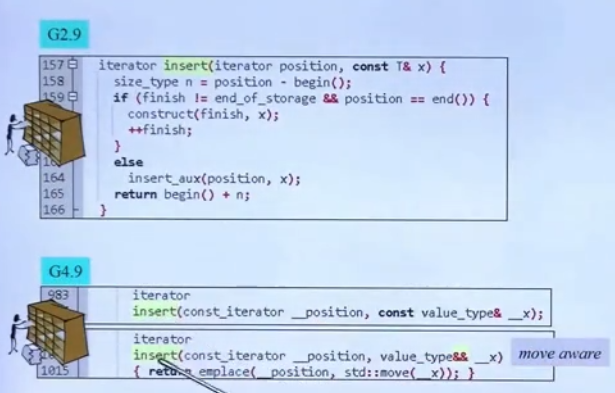 G2.9
157 iterator insert(iterator position, const T& x) {
158 size_type n = position - begin();
159 if (finish != end_of_storage && position == end()) {
construct(finish, x);
++finish;
}
else
164 insert_aux(position, x);
165 return begin() + n;
166 }
G4.9
983 iterator
insert(const_iterator __position, const value_type& __x);
iterator
insert(const_iterator __position, value_type&& __x) move aware
1015 { return emplace(__position, std::move(__x)); }